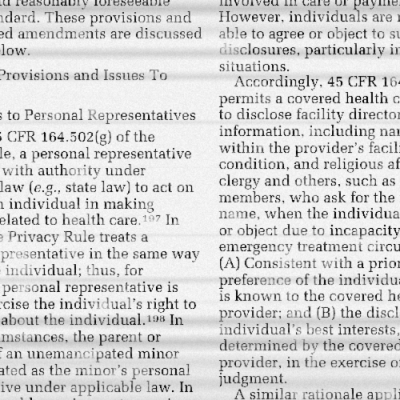 nd reasonably foreseeable
ndard. These provisions and
ed amendments are discussed
low.
Provisions and Issues To
s to Personal Representatives
5 CFR 164.502(g) of the
le, a personal representative
with authority under
law (e.g., state law) to act on
n individual in making
elated to health care.¹⁹⁷ In
e Privacy Rule treats a
presentative in the same way
individual; thus, for
personal representative is
rcise the individual's right to
about the individual.¹⁹⁸ In
mstances, the parent or
f an unemancipated minor
ated as the minor's personal
ive under applicable law. In
involved in care or paymen
However, individuals are n
able to agree or object to su
disclosures, particularly in
situations.
Accordingly, 45 CFR 164
permits a covered health c
to disclose facility director
information, including nam
within the provider's facili
condition, and religious aff
clergy and others, such as
members, who ask for the
name, when the individua
or object due to incapacity
emergency treatment circu
(A) Consistent with a prior
preference of the individua
is known to the covered he
provider; and (B) the discl
individual's best interests,
determined by the covered
provider, in the exercise of
judgment.
A similar rationale appli